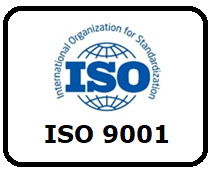 International Organization for Standardization
ISO
ISO 9001